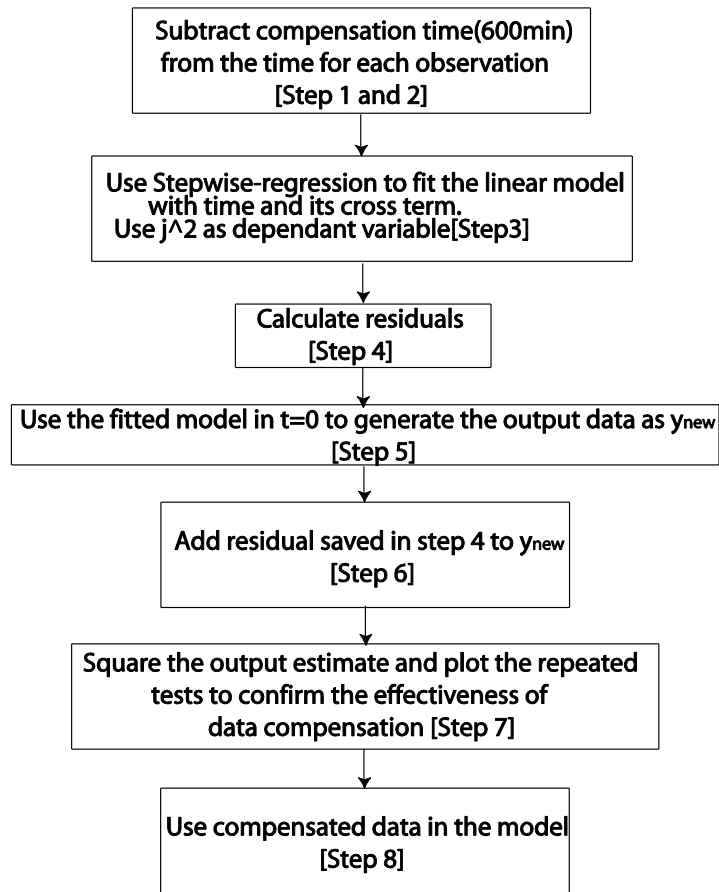 Subtract compensation time(600min)
from the time for each observation
[Step 1 and 2]
Use Stepwise-regression to fit the linear model
with time and its cross term.
Use j^2 as dependant variable[Step3]
Calculate residuals
[Step 4]
Use the fitted model in t=0 to generate the output data as ynew
[Step 5]
Add residual saved in step 4 to ynew
[Step 6]
Square the output estimate and plot the repeated
tests to confirm the effectiveness of
data compensation [Step 7]
Use compensated data in the model
[Step 8]